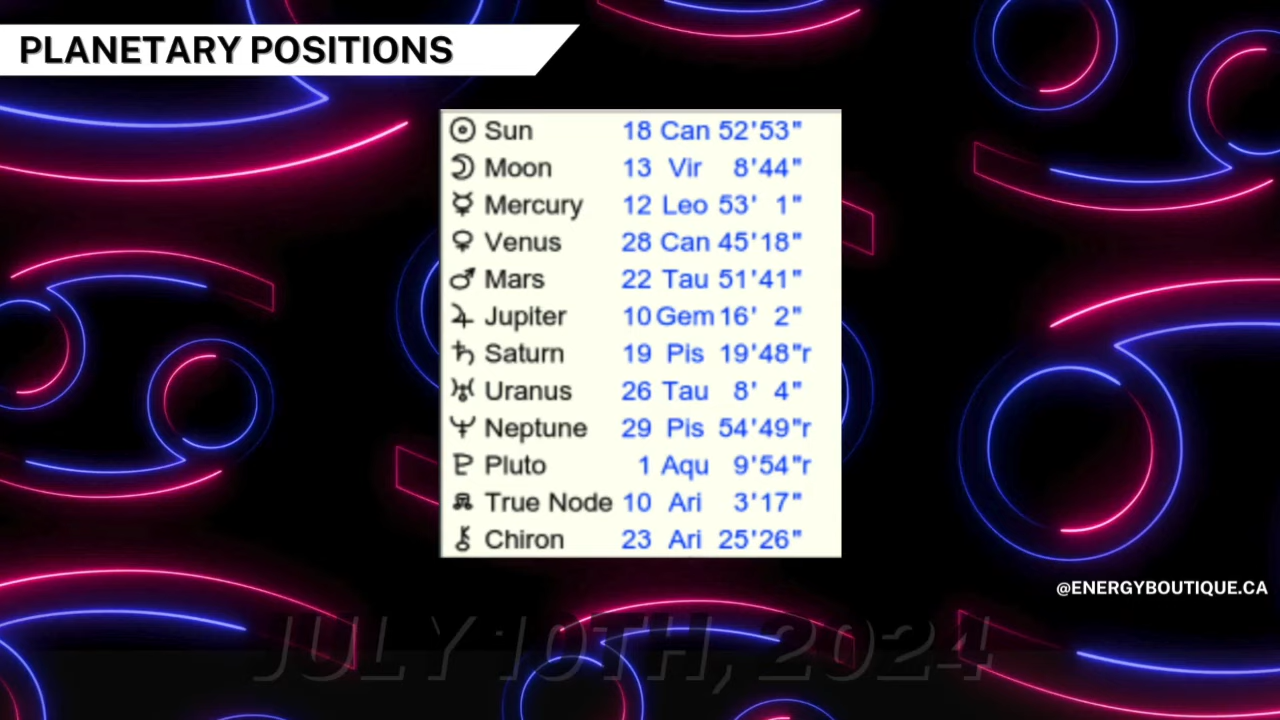 PLANETARY POSITIONS
☉ Sun 18 Can 52'53"
☽ Moon 13 Vir 8'44"
☿ Mercury 12 Leo 53' 1"
♀ Venus 28 Can 45'18"
♂ Mars 22 Tau 51'41"
♃ Jupiter 10 Gem 16' 2"
♄ Saturn 19 Pis 19'48"r
♅ Uranus 26 Tau 8' 4"
♆ Neptune 29 Pis 54'49"r
♇ Pluto 1 Aqu 9'54"r
☊ True Node 10 Ari 3'17"
⚷ Chiron 23 Ari 25'26"
@ENERGYBOUTIQUE.CA
JULY 10TH, 2024